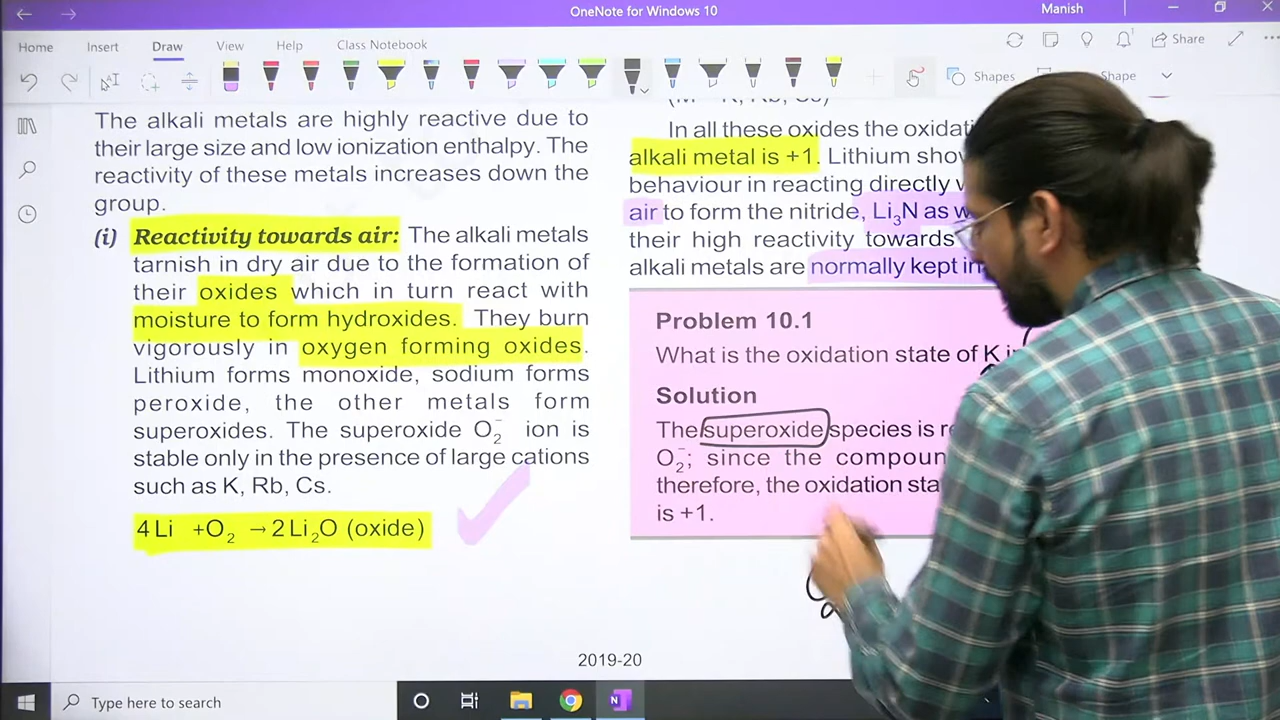 OneNote for Windows 10
Manish
Home Insert Draw View Help Class Notebook
Share
Shapes
Shape
The alkali metals are highly reactive due to
their large size and low ionization enthalpy. The
reactivity of these metals increases down the
group.
(i) Reactivity towards air: The alkali metals
tarnish in dry air due to the formation of
their oxides which in turn react with
moisture to form hydroxides. They burn
vigorously in oxygen forming oxides.
Lithium forms monoxide, sodium forms
peroxide, the other metals form
superoxides. The superoxide O₂⁻ ion is
stable only in the presence of large cations
such as K, Rb, Cs.
4 Li + O₂ → 2 Li₂O (oxide)
In all these oxides the
alkali metal is +1. Lithium
behaviour in reacting directly
air to form the nitride, Li₃N as
their high reactivity towards
alkali metals are normally kept in
Problem 10.1
What is the oxidation state of K
Solution
The superoxide species is
O₂⁻; since the
therefore, the oxidation
is +1.
2019-20
Type here to search